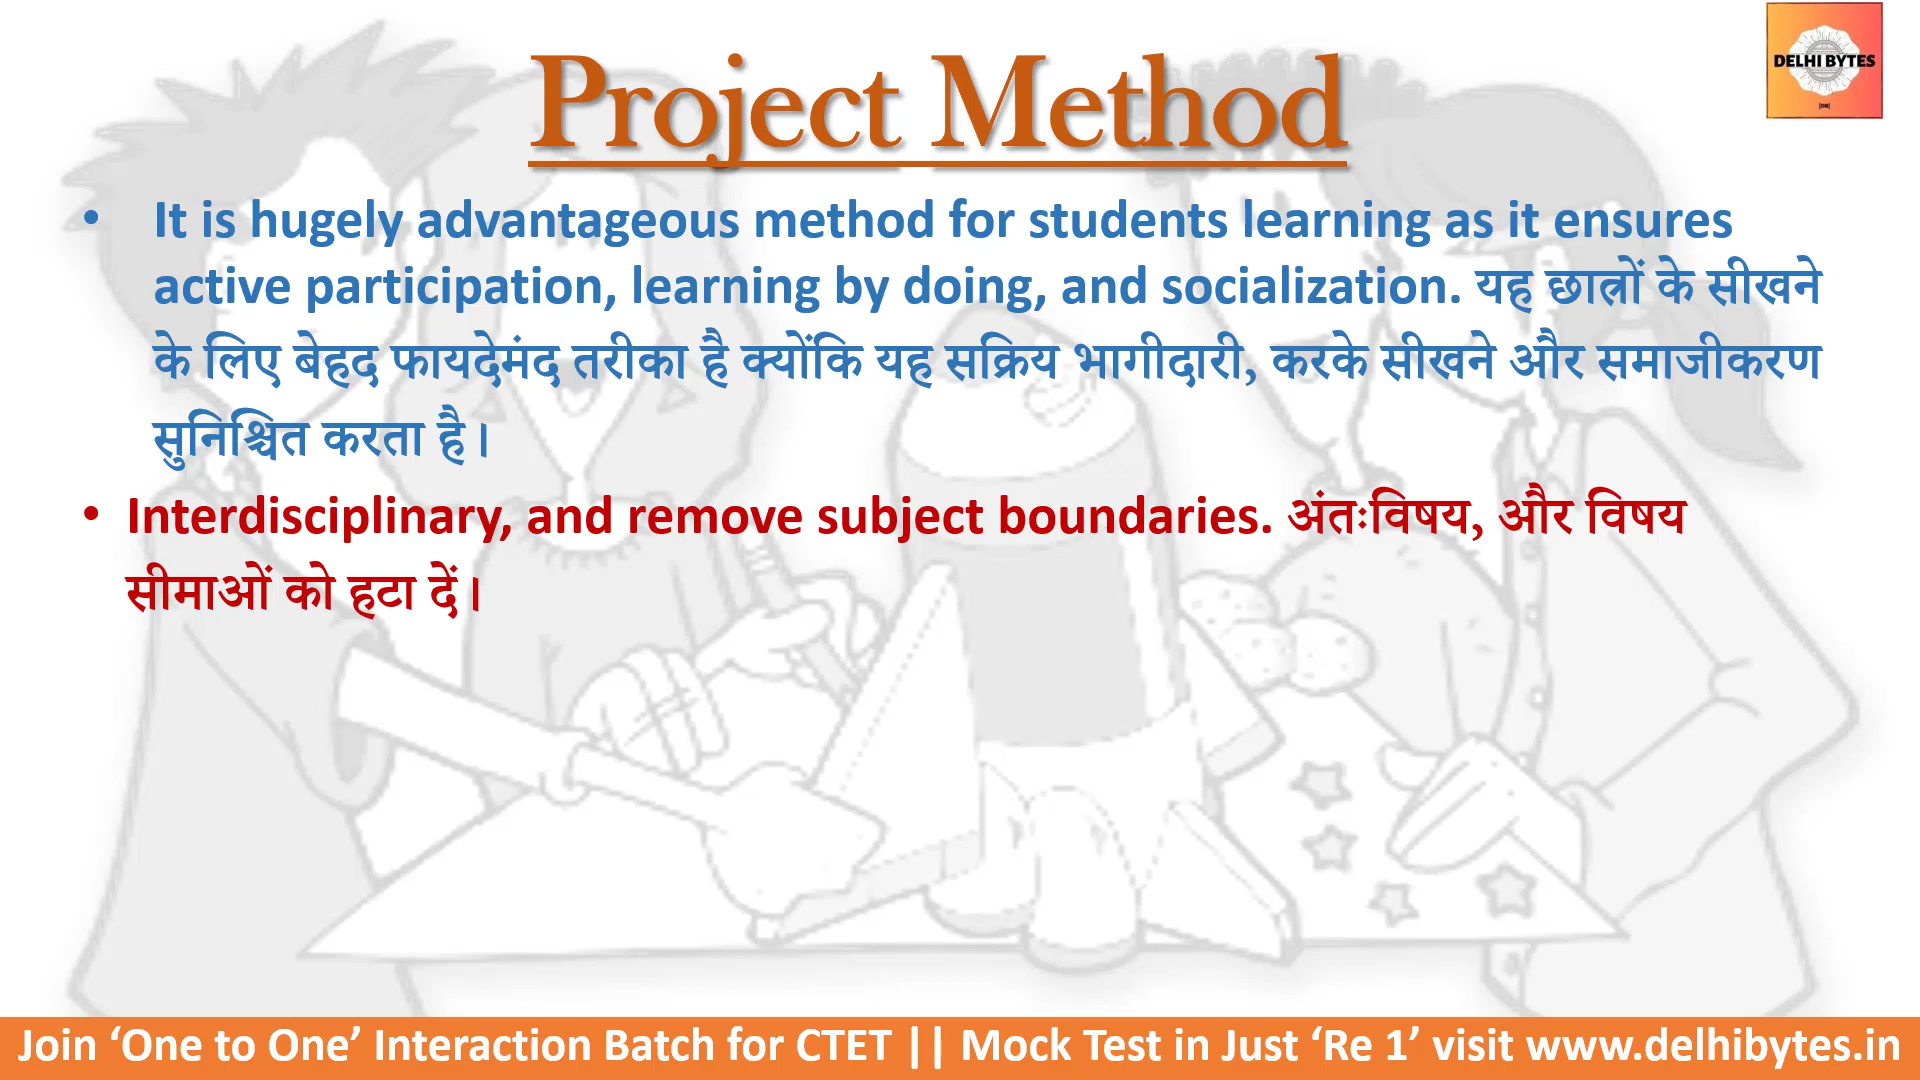 Project Method
DELHI BYTES
|DB|
• It is hugely advantageous method for students learning as it ensures
active participation, learning by doing, and socialization. यह छात्रों के सीखने
के लिए बेहद फायदेमंद तरीका है क्योंकि यह सक्रिय भागीदारी, करके सीखने और समाजीकरण
सुनिश्चित करता है।
• Interdisciplinary, and remove subject boundaries. अंतःविषय, और विषय
सीमाओं को हटा दें।
Join ‘One to One’ Interaction Batch for CTET || Mock Test in Just ‘Re 1’ visit www.delhibytes.in